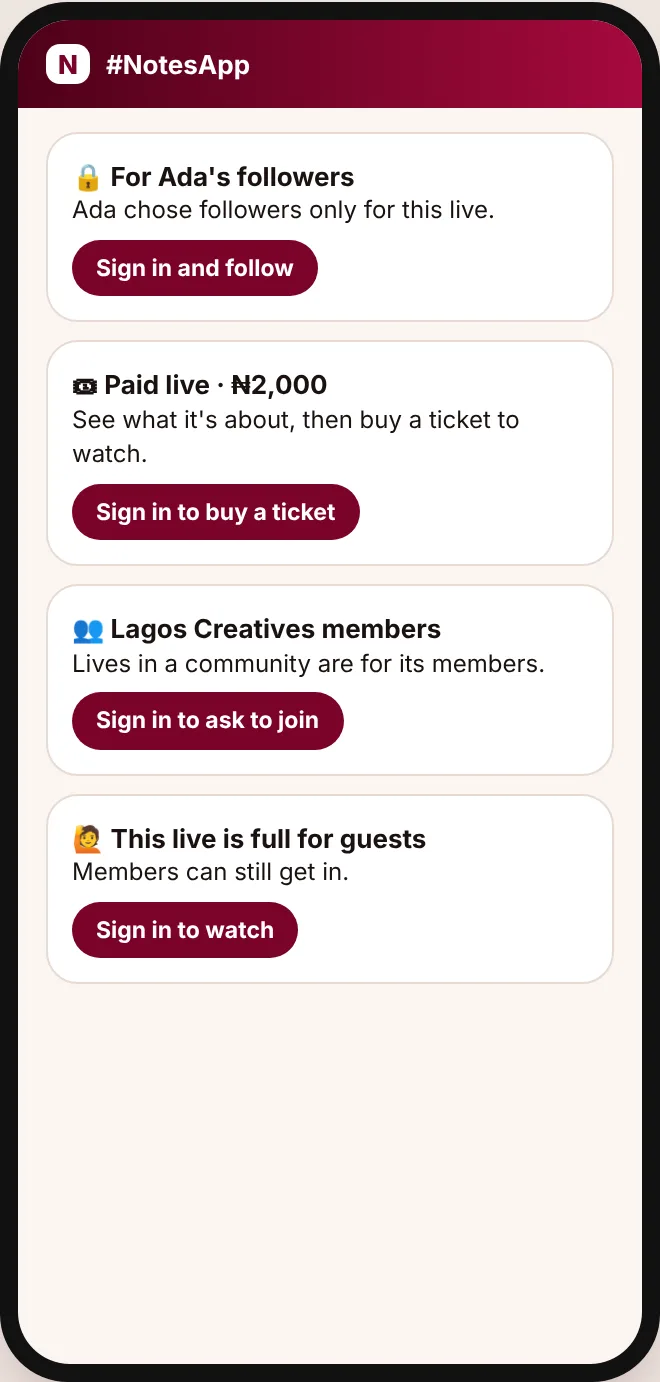 N #NotesApp
🔒 For Ada's followers
Ada chose followers only for this live.
Sign in and follow
🎟 Paid live · ₦2,000
See what it's about, then buy a ticket to
watch.
Sign in to buy a ticket
👥 Lagos Creatives members
Lives in a community are for its members.
Sign in to ask to join
🙋 This live is full for guests
Members can still get in.
Sign in to watch